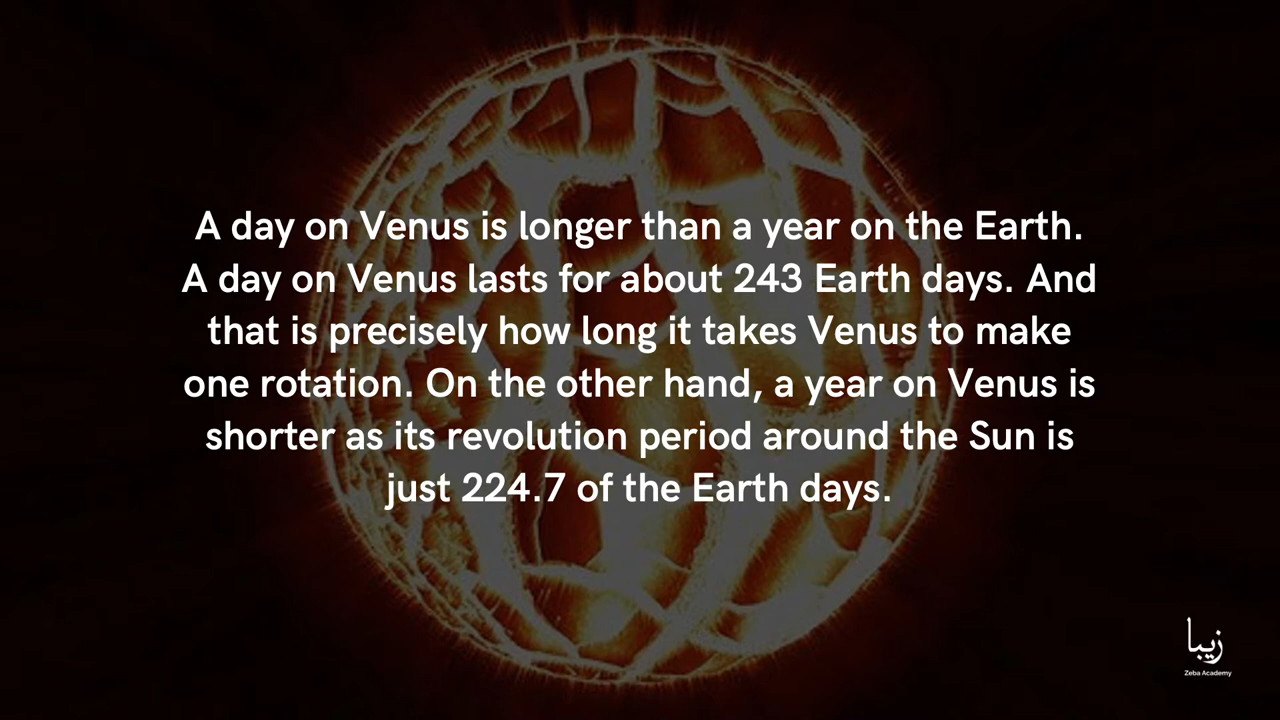 A day on Venus is longer than a year on the Earth.
A day on Venus lasts for about 243 Earth days. And
that is precisely how long it takes Venus to make
one rotation. On the other hand, a year on Venus is
shorter as its revolution period around the Sun is
just 224.7 of the Earth days.
زیبا
Zeba Academy